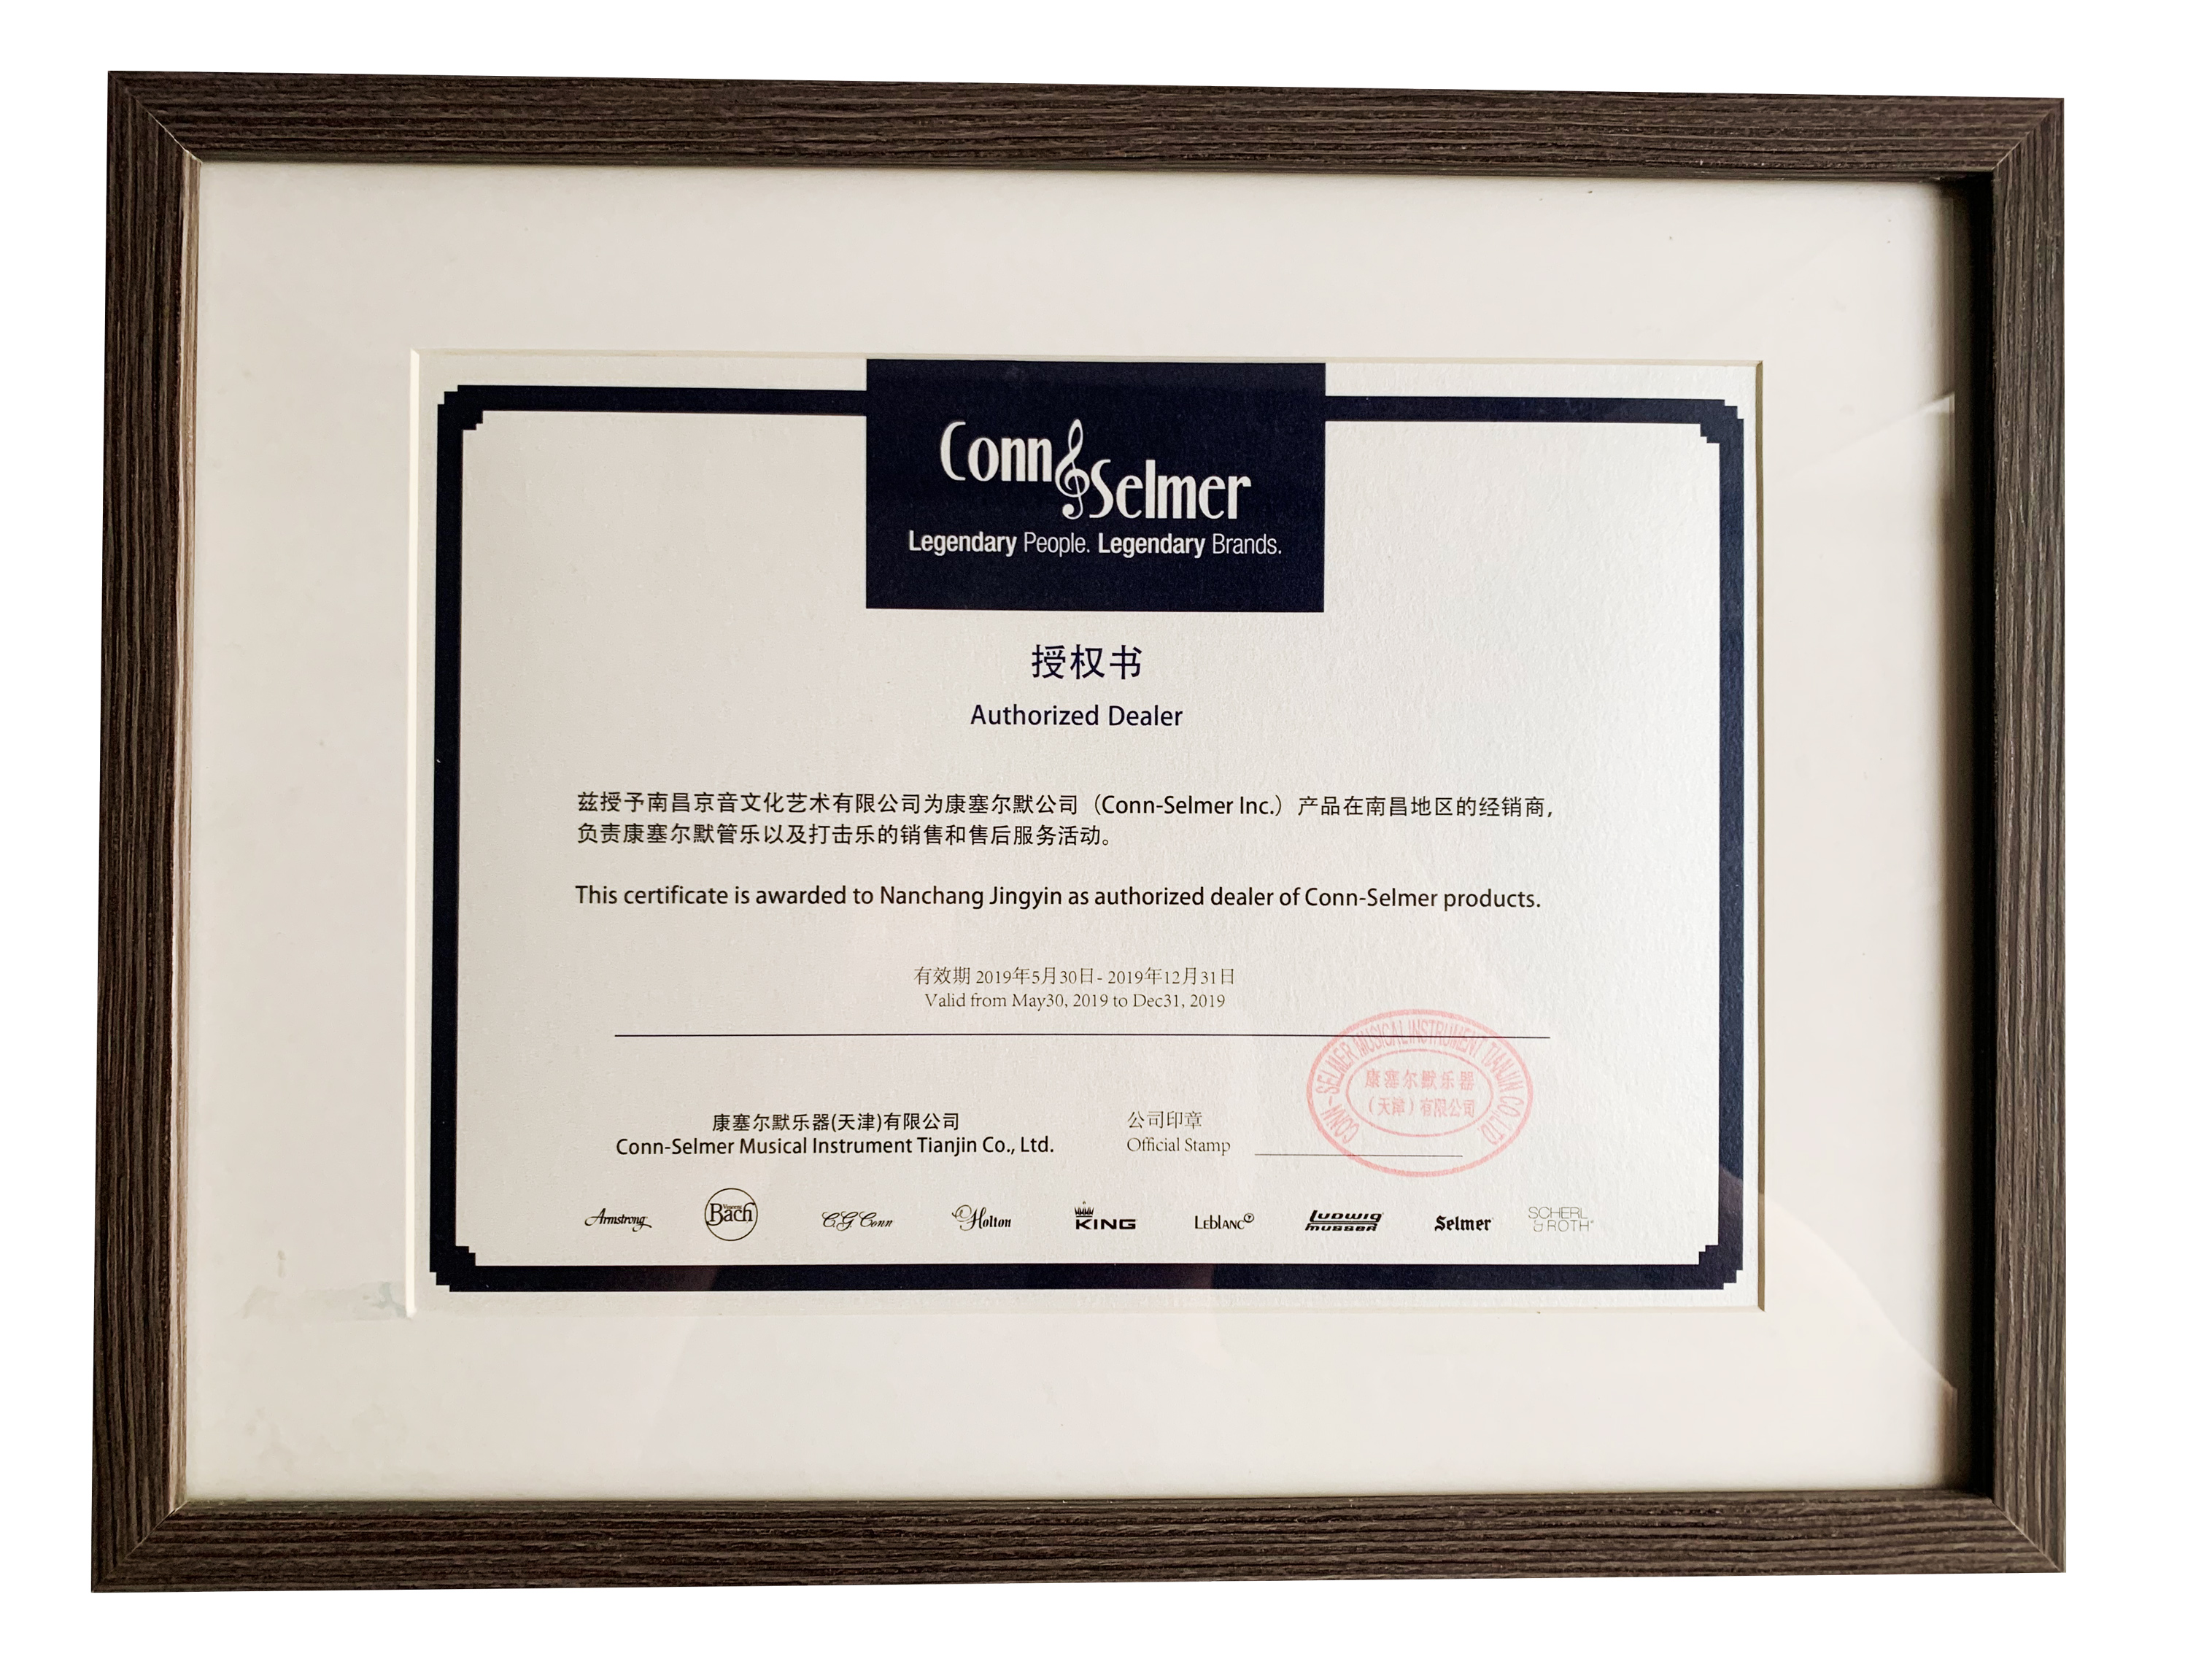 Conn & Selmer
Legendary People. Legendary Brands.
授权书
Authorized Dealer
兹授予南昌京音文化艺术有限公司为康塞尔默公司（Conn-Selmer Inc.）产品在南昌地区的经销商，
负责康塞尔默管乐以及打击乐的销售和售后服务活动。
This certificate is awarded to Nanchang Jingyin as authorized dealer of Conn-Selmer products.
有效期 2019年5月30日- 2019年12月31日
Valid from May30, 2019 to Dec31, 2019
康塞尔默乐器(天津)有限公司
Conn-Selmer Musical Instrument Tianjin Co., Ltd.
公司印章
Official Stamp
CONN-SELMER MUSICAL INSTRUMENT TIANJIN CO., LTD.
康塞尔默乐器
（天津）有限公司
Armstrong
Vincent Bach
CG Conn
Holton
KING
LEBLANC
LUDWIG
musser
Selmer
SCHERL
& ROTH